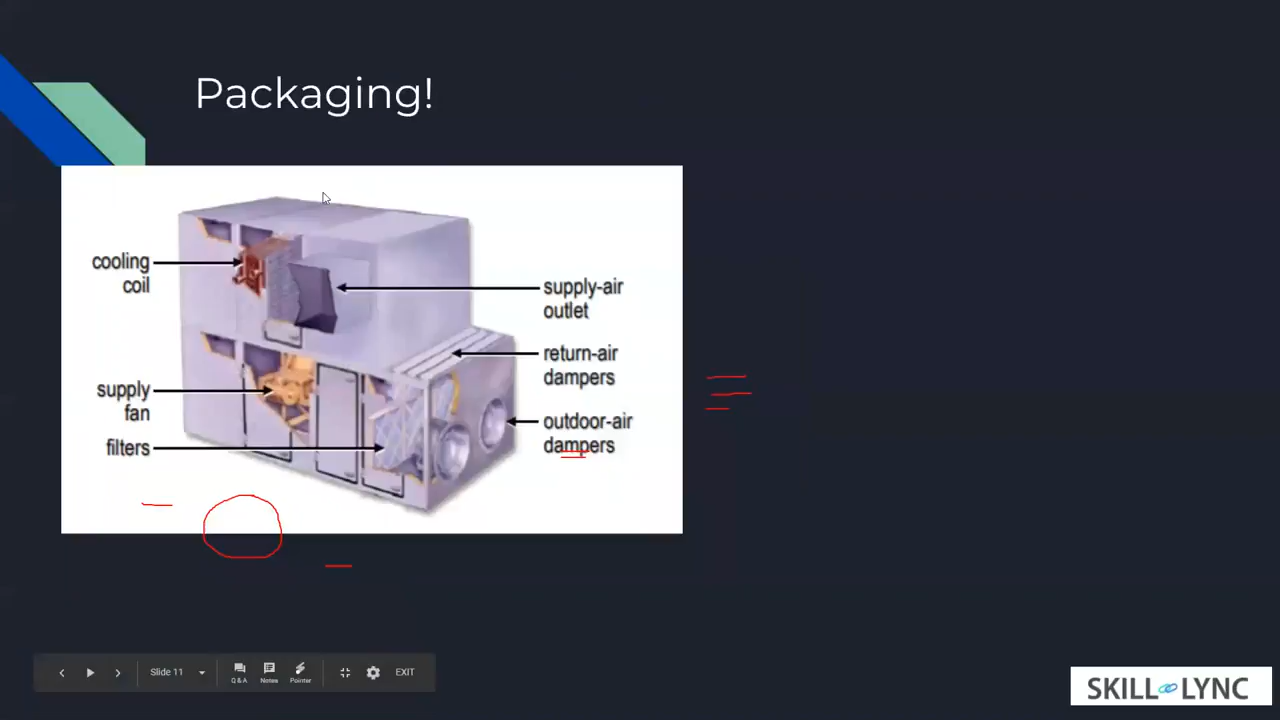 Packaging!
cooling
coil
supply-air
outlet
return-air
dampers
supply
fan
outdoor-air
dampers
filters
Slide 11
Q & A
Notes
Pointer
EXIT
SKILL LYNC